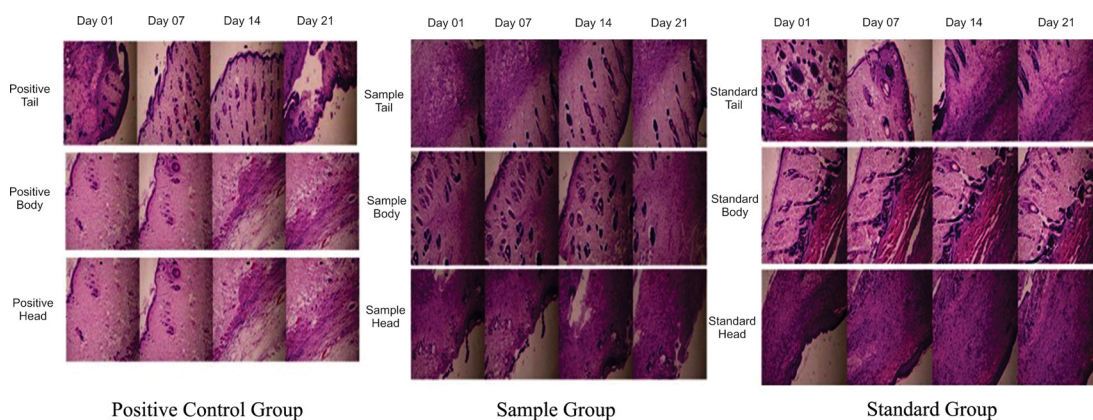 Day 01 Day 07 Day 14 Day 21
Positive
Tail
Positive
Body
Positive
Head
Positive Control Group
Day 01 Day 07 Day 14 Day 21
Sample
Tail
Sample
Body
Sample
Head
Sample Group
Day 01 Day 07 Day 14 Day 21
Standard
Tail
Standard
Body
Standard
Head
Standard Group